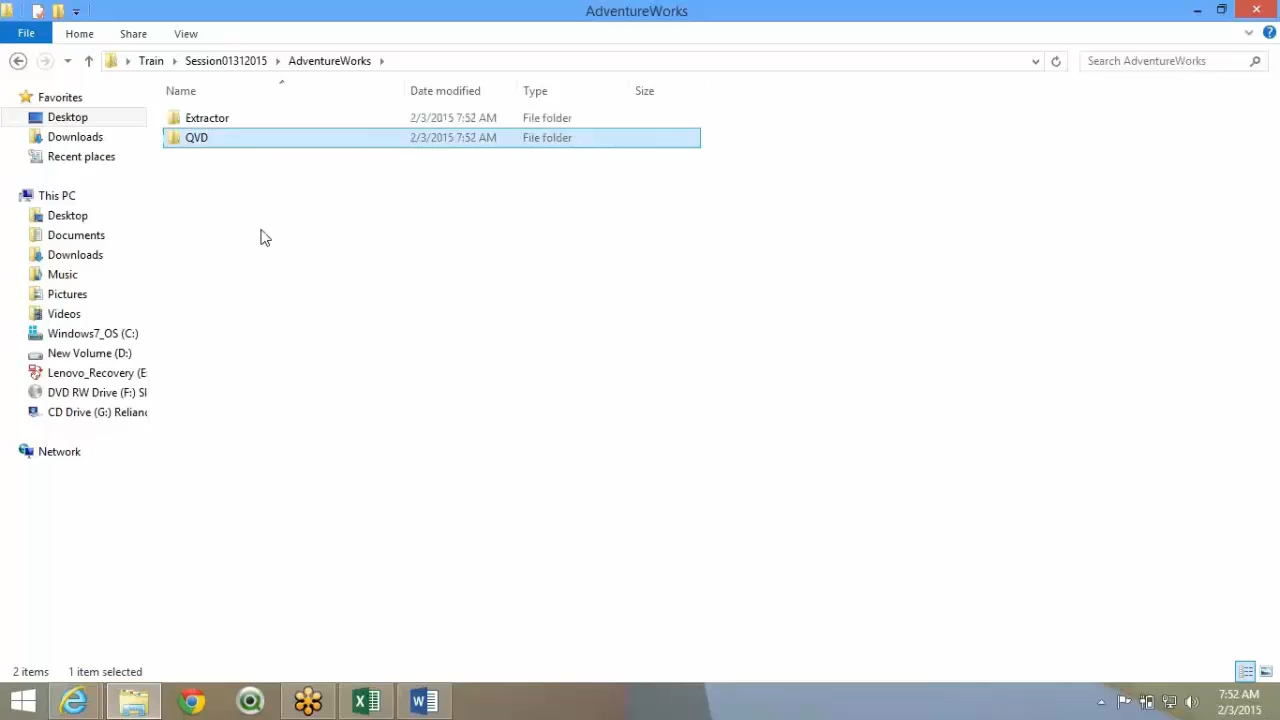 AdventureWorks
File Home Share View
Train Session01312015 AdventureWorks
Search AdventureWorks
Name Date modified Type Size
Extractor 2/3/2015 7:52 AM File folder
QVD 2/3/2015 7:52 AM File folder
Favorites
Desktop
Downloads
Recent places
This PC
Desktop
Documents
Downloads
Music
Pictures
Videos
Windows7_OS (C:)
New Volume (D:)
Lenovo_Recovery (E
DVD RW Drive (F:) SI
CD Drive (G:) Relianc
Network
2 items 1 item selected
7:52 AM
2/3/2015